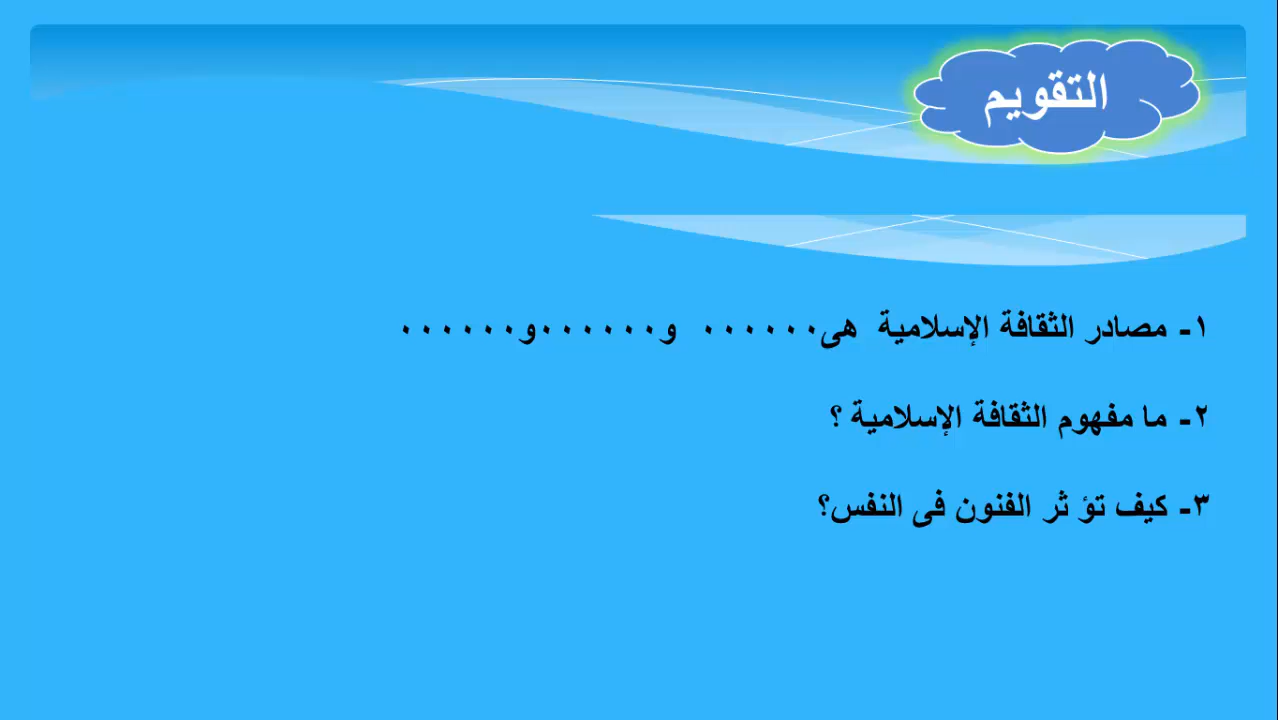 التقويم
١- مصادر الثقافة الإسلامية هى٠٠٠٠٠٠ و٠٠٠٠٠٠و٠٠٠٠٠٠
٢- ما مفهوم الثقافة الإسلامية ؟
٣- كيف تؤ ثر الفنون فى النفس؟